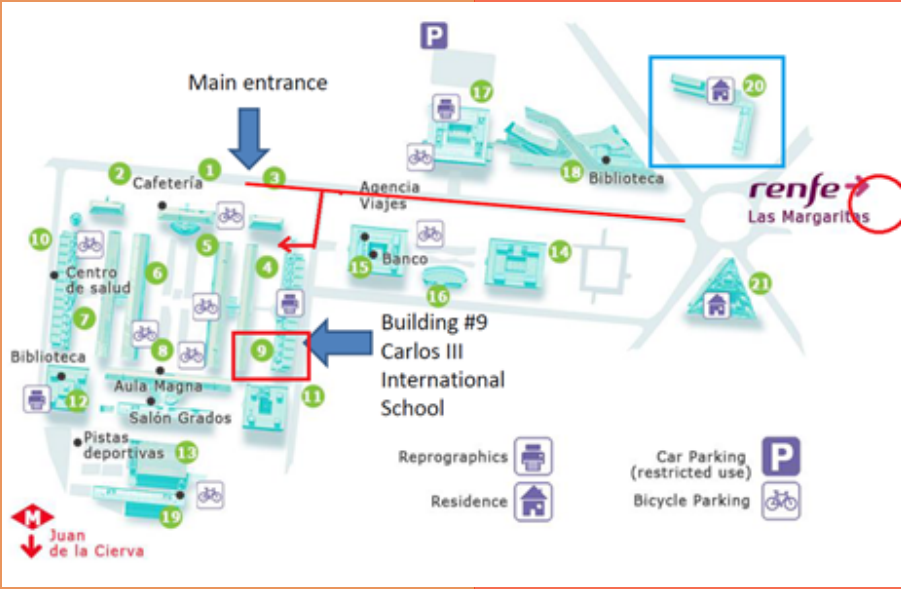 P
17
20
Main entrance
2
1
3
Cafetería
Agencia
Viajes
18
Biblioteca
renfe
Las Margaritas
10
5
4
15
Banco
14
Centro
de salud
6
16
21
7
Building #9
Carlos III
International
School
8
9
Biblioteca
Aula Magna
11
12
Salón Grados
Pistas
deportivas
13
19
Reprographics
Car Parking
(restricted use)
P
Residence
Bicycle Parking
M
Juan
de la Cierva